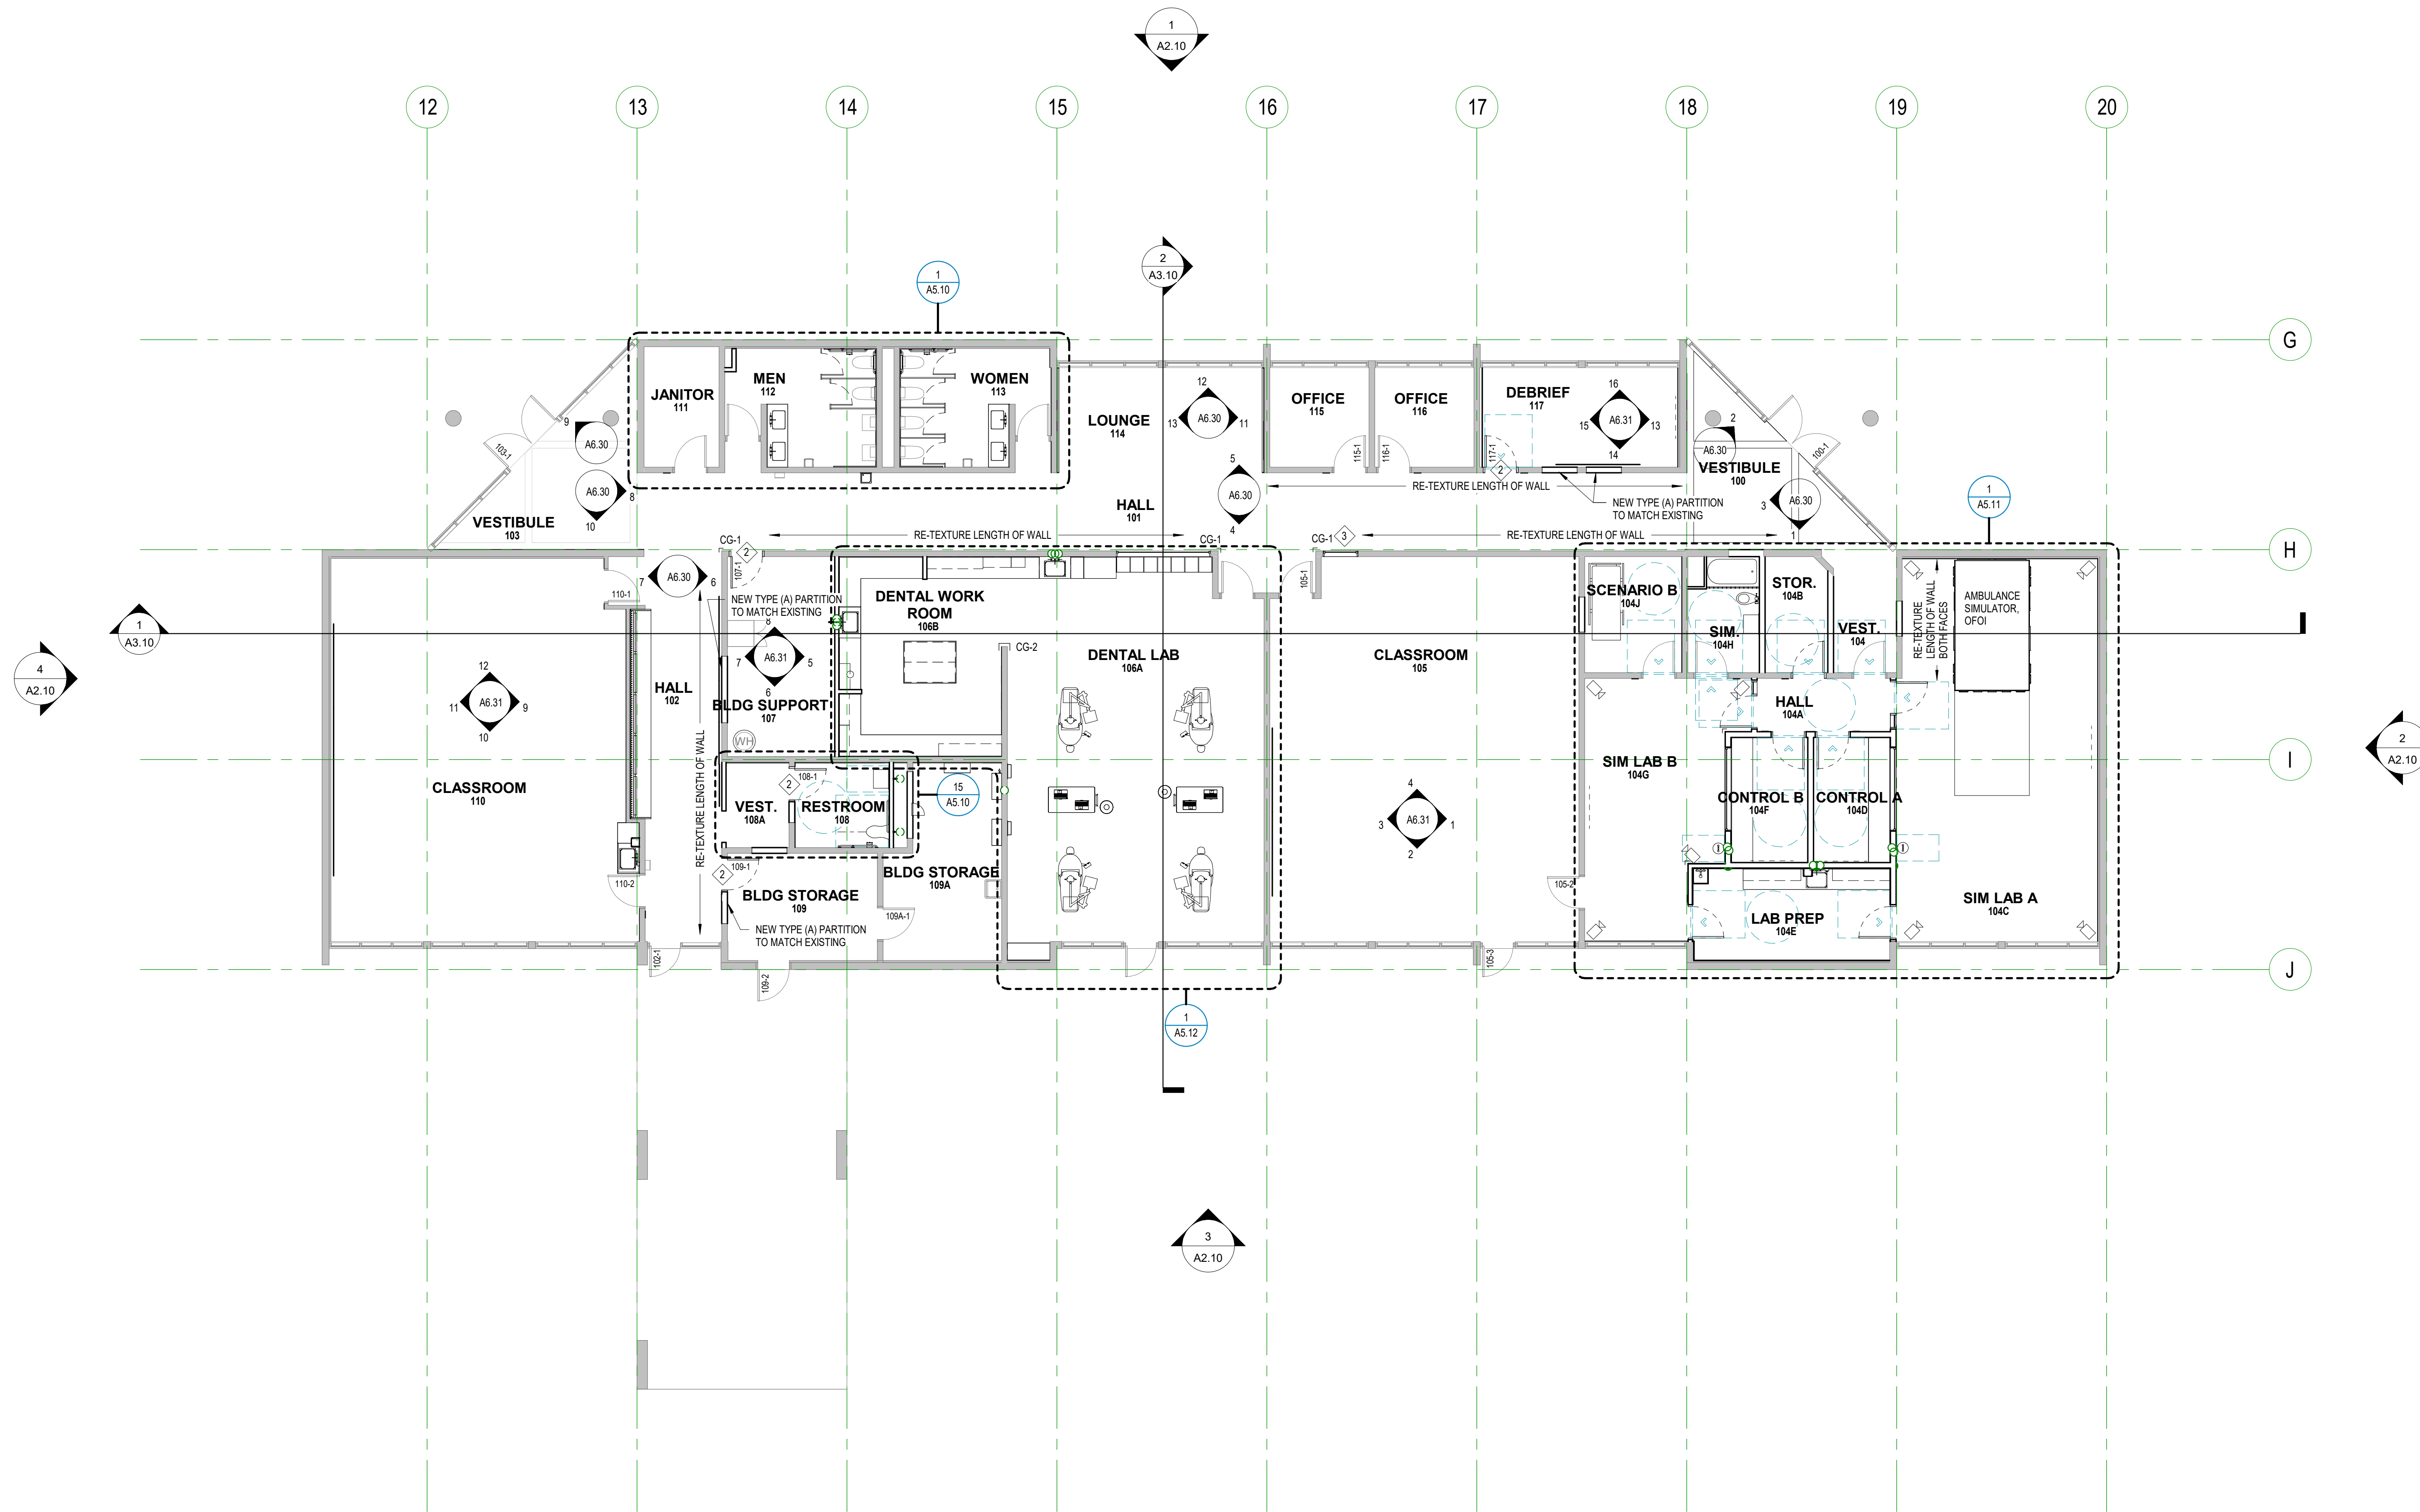 1
A2.10
12
13
14
15
16
17
18
19
20
2
A3.10
1
A5.10
G
JANITOR
111
MEN
112
WOMEN
113
LOUNGE
114
12
13
A6.30
11
OFFICE
115
OFFICE
116
DEBRIEF
117
16
15
A6.31
13
14
115-1
116-1
117-1
2
2
A6.30
VESTIBULE
100
100-1
9
A6.30
103-1
A6.30
8
10
VESTIBULE
103
5
A6.30
4
HALL
101
RE-TEXTURE LENGTH OF WALL
NEW TYPE (A) PARTITION
TO MATCH EXISTING
3
A6.30
1
1
A5.11
RE-TEXTURE LENGTH OF WALL
RE-TEXTURE LENGTH OF WALL
CG-1
2
CG-1
CG-1
3
H
7
A6.30
6
110-1
107-1
105-1
NEW TYPE (A) PARTITION
TO MATCH EXISTING
DENTAL WORK
ROOM
106B
SCENARIO B
104J
STOR.
104B
SIM.
104H
VEST.
104
RE-TEXTURE
LENGTH OF WALL
BOTH FACES
AMBULANCE
SIMULATOR,
OFOI
1
A3.10
4
A2.10
8
7
A6.31
5
6
CG-2
DENTAL LAB
106A
CLASSROOM
105
12
11
A6.31
9
10
HALL
102
BLDG SUPPORT
107
WH
RE-TEXTURE LENGTH OF WALL
HALL
104A
2
A2.10
SIM LAB B
104G
I
CLASSROOM
110
2
108-1
VEST.
108A
RESTROOM
108
15
A5.10
CONTROL B
104F
CONTROL A
104D
4
3
A6.31
1
2
I
I
110-2
2
109-1
BLDG STORAGE
109
BLDG STORAGE
109A
109A-1
105-2
LAB PREP
104E
SIM LAB A
104C
NEW TYPE (A) PARTITION
TO MATCH EXISTING
102-1
109-2
105-3
J
1
A5.12
3
A2.10